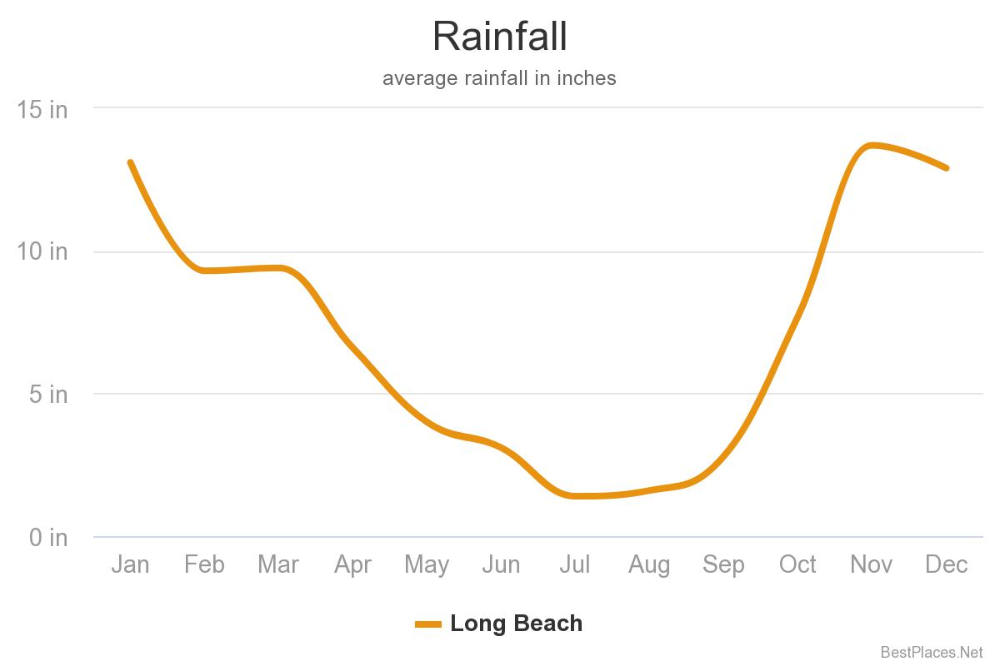 Rainfall
average rainfall in inches
15 in
10 in
5 in
0 in
Jan Feb Mar Apr May Jun Jul Aug Sep Oct Nov Dec
Long Beach
BestPlaces.Net